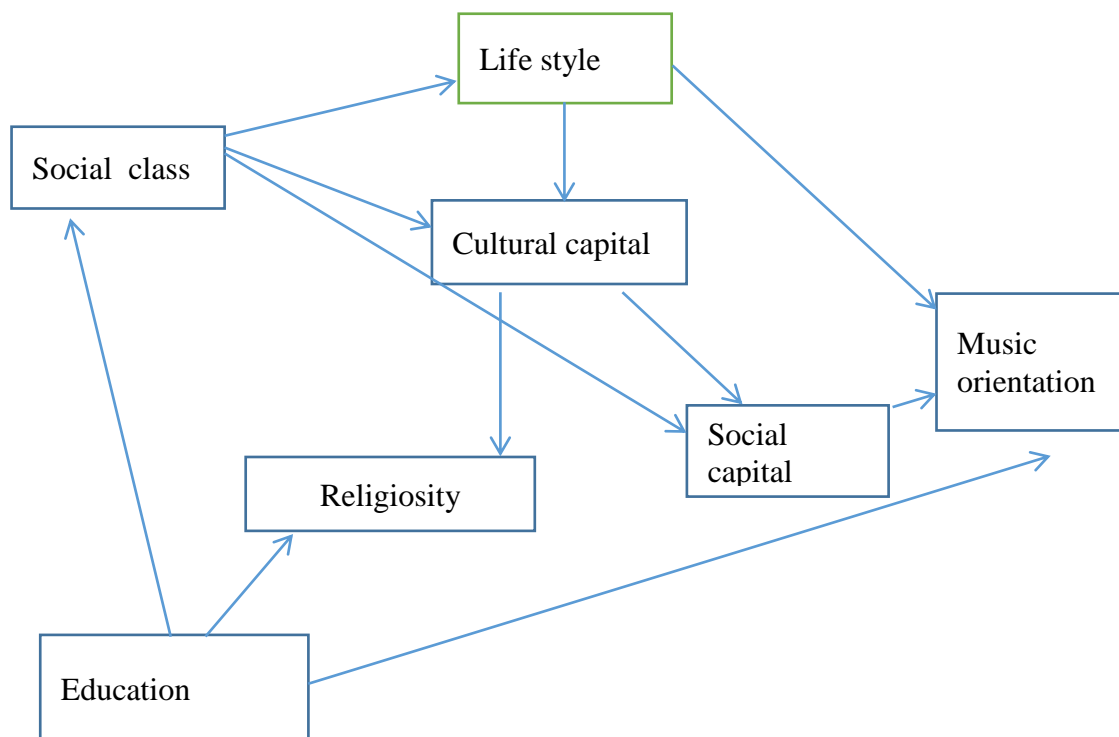 Life style
Social  class
Cultural capital
Music
orientation
Social
capital
Religiosity
Education